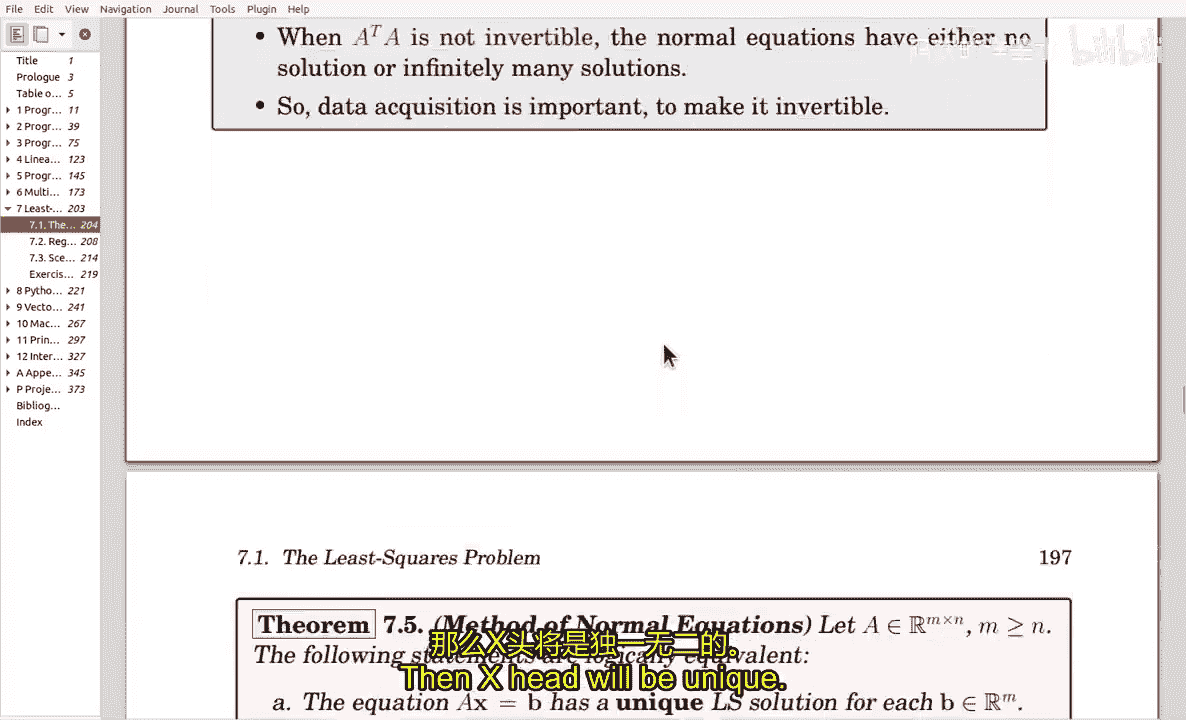 File Edit View Navigation Journal Tools Plugin Help
Title 1
Prologue 3
Table o... 5
1 Progr... 11
2 Progr... 39
3 Progr... 75
4 Linea... 123
5 Progr... 145
6 Multi... 173
7 Least-... 203
7.1. The... 204
7.2. Reg... 208
7.3. Sce... 214
Exercis... 219
8 Pytho... 221
9 Vecto... 241
10 Mac... 267
11 Prin... 297
12 Inter... 327
A Appe... 345
P Proje... 373
Bibliog...
Index
• When AᵀA is not invertible, the normal equations have either no
solution or infinitely many solutions.
• So, data acquisition is important, to make it invertible.
7.1. The Least-Squares Problem 197
Theorem 7.5. (Method of Normal Equations) Let A ∈ ℝᵐˣⁿ, m ≥ n.
The following statements are logically equivalent:
a. The equation Ax = b has a unique LS solution for each b ∈ ℝᵐ.
那么X头将是独一无二的。
Then X head will be unique.